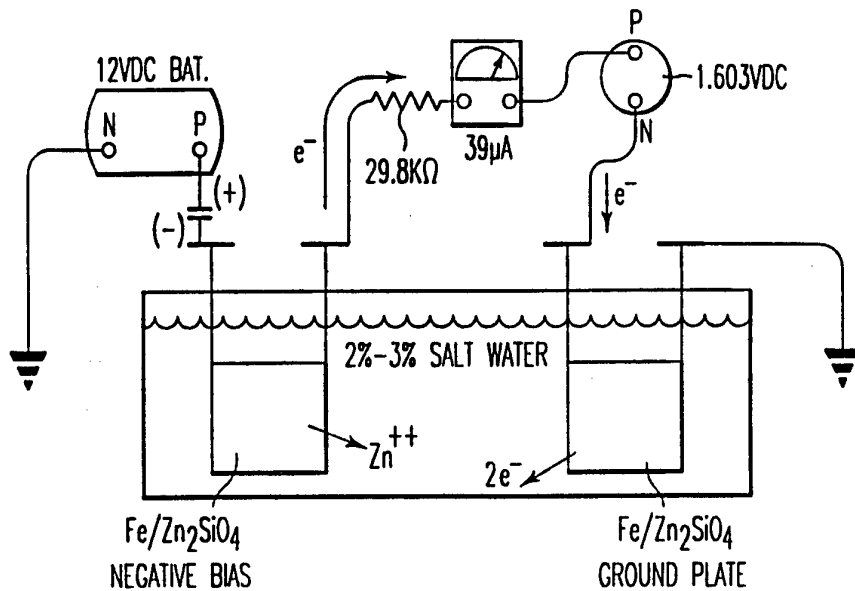 12VDC BAT.
N
P
(+)
(-)
e⁻
29.8KΩ
39μA
P
N
1.603VDC
e⁻
2%-3% SALT WATER
Zn⁺⁺
2e⁻
Fe/Zn₂SiO₄
NEGATIVE BIAS
Fe/Zn₂SiO₄
GROUND PLATE